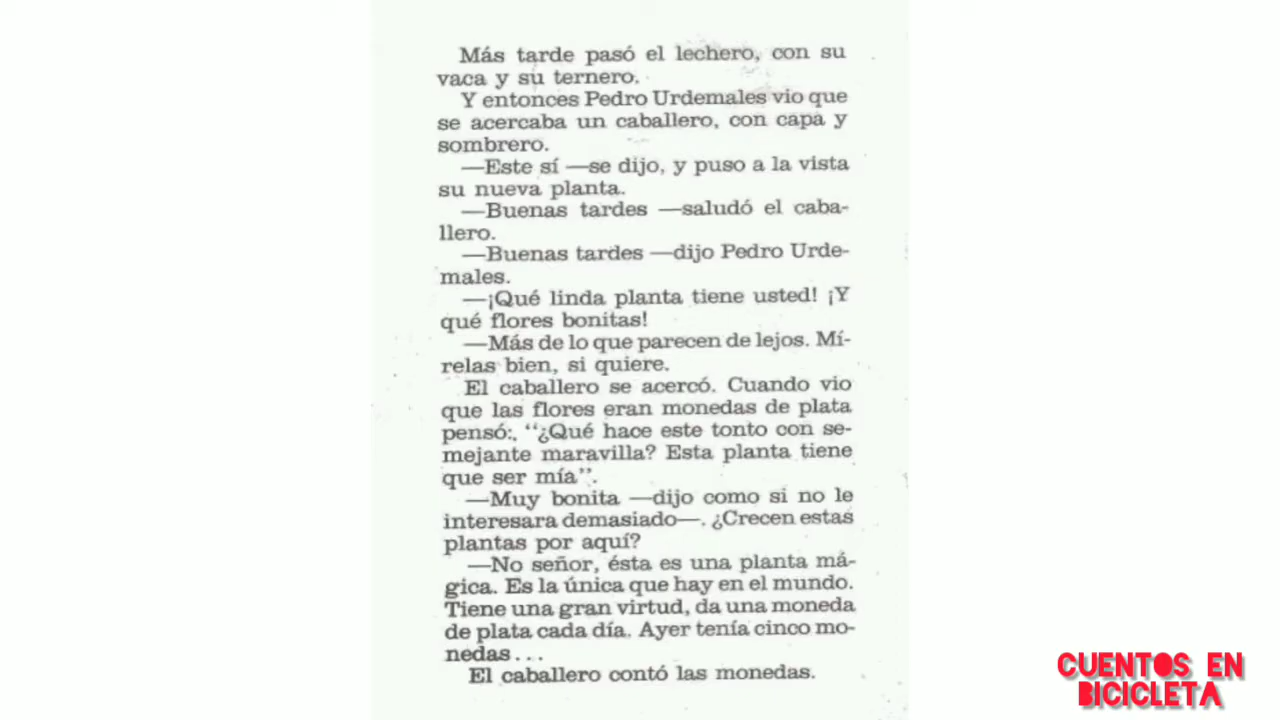 Más tarde pasó el lechero, con su
vaca y su ternero.
Y entonces Pedro Urdemales vio que
se acercaba un caballero, con capa y
sombrero.
—Este sí —se dijo, y puso a la vista
su nueva planta.
—Buenas tardes —saludó el caba-
llero.
—Buenas tardes —dijo Pedro Urde-
males.
—¡Qué linda planta tiene usted! ¡Y
qué flores bonitas!
—Más de lo que parecen de lejos. Mí-
relas bien, si quiere.
El caballero se acercó. Cuando vio
que las flores eran monedas de plata
pensó:, “¿Qué hace este tonto con se-
mejante maravilla? Esta planta tiene
que ser mía”.
—Muy bonita —dijo como si no le
interesara demasiado—. ¿Crecen estas
plantas por aquí?
—No señor, ésta es una planta má-
gica. Es la única que hay en el mundo.
Tiene una gran virtud, da una moneda
de plata cada día. Ayer tenía cinco mo-
nedas...
El caballero contó las monedas.
CUENTOS EN
BICICLETA